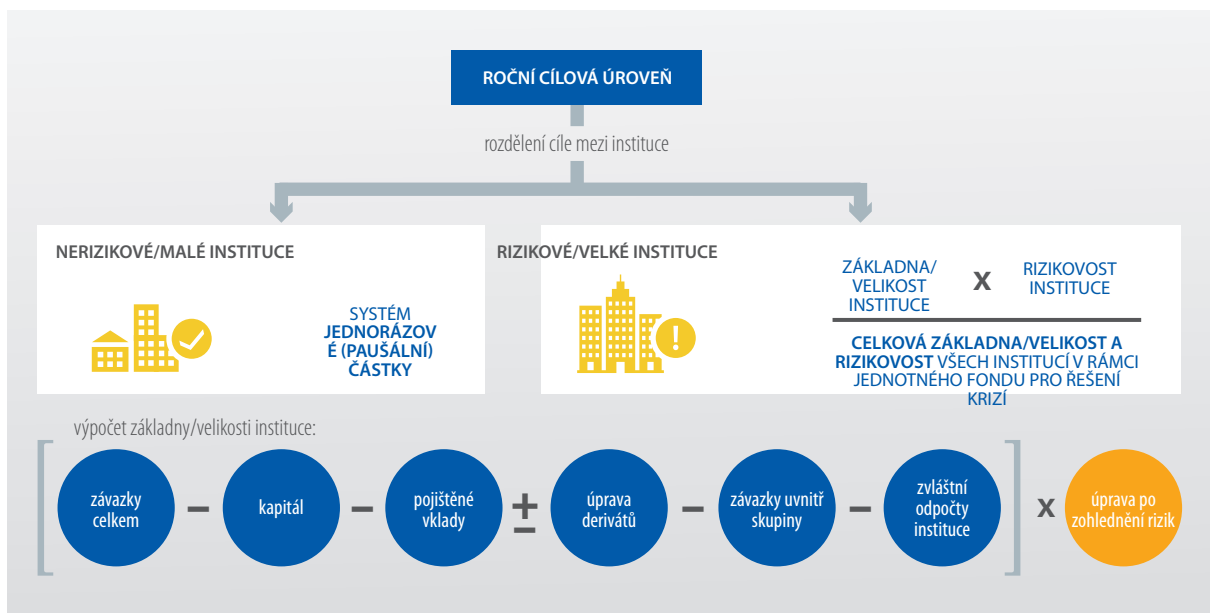 ROČNÍ CÍLOVÁ ÚROVEŇ
rozdělení cíle mezi instituce
NERIZIKOVÉ/MALÉ INSTITUCE
SYSTÉM
JEDNORÁZOV
É (PAUŠÁLNÍ)
ČÁSTKY
RIZIKOVÉ/VELKÉ INSTITUCE
ZÁKLADNA/
VELIKOST
INSTITUCE
X
RIZIKOVOST
INSTITUCE
CELKOVÁ ZÁKLADNA/VELIKOST A
RIZIKOVOST VŠECH INSTITUCÍ V RÁMCI
JEDNOTNÉHO FONDU PRO ŘEŠENÍ
KRIZÍ
výpočet základny/velikosti instituce:
[
závazky
celkem
–
kapitál
–
pojištěné
vklady
±
úprava
derivátů
–
závazky uvnitř
skupiny
–
zvláštní
odpočty
instituce
]
x
úprava po
zohlednění rizik